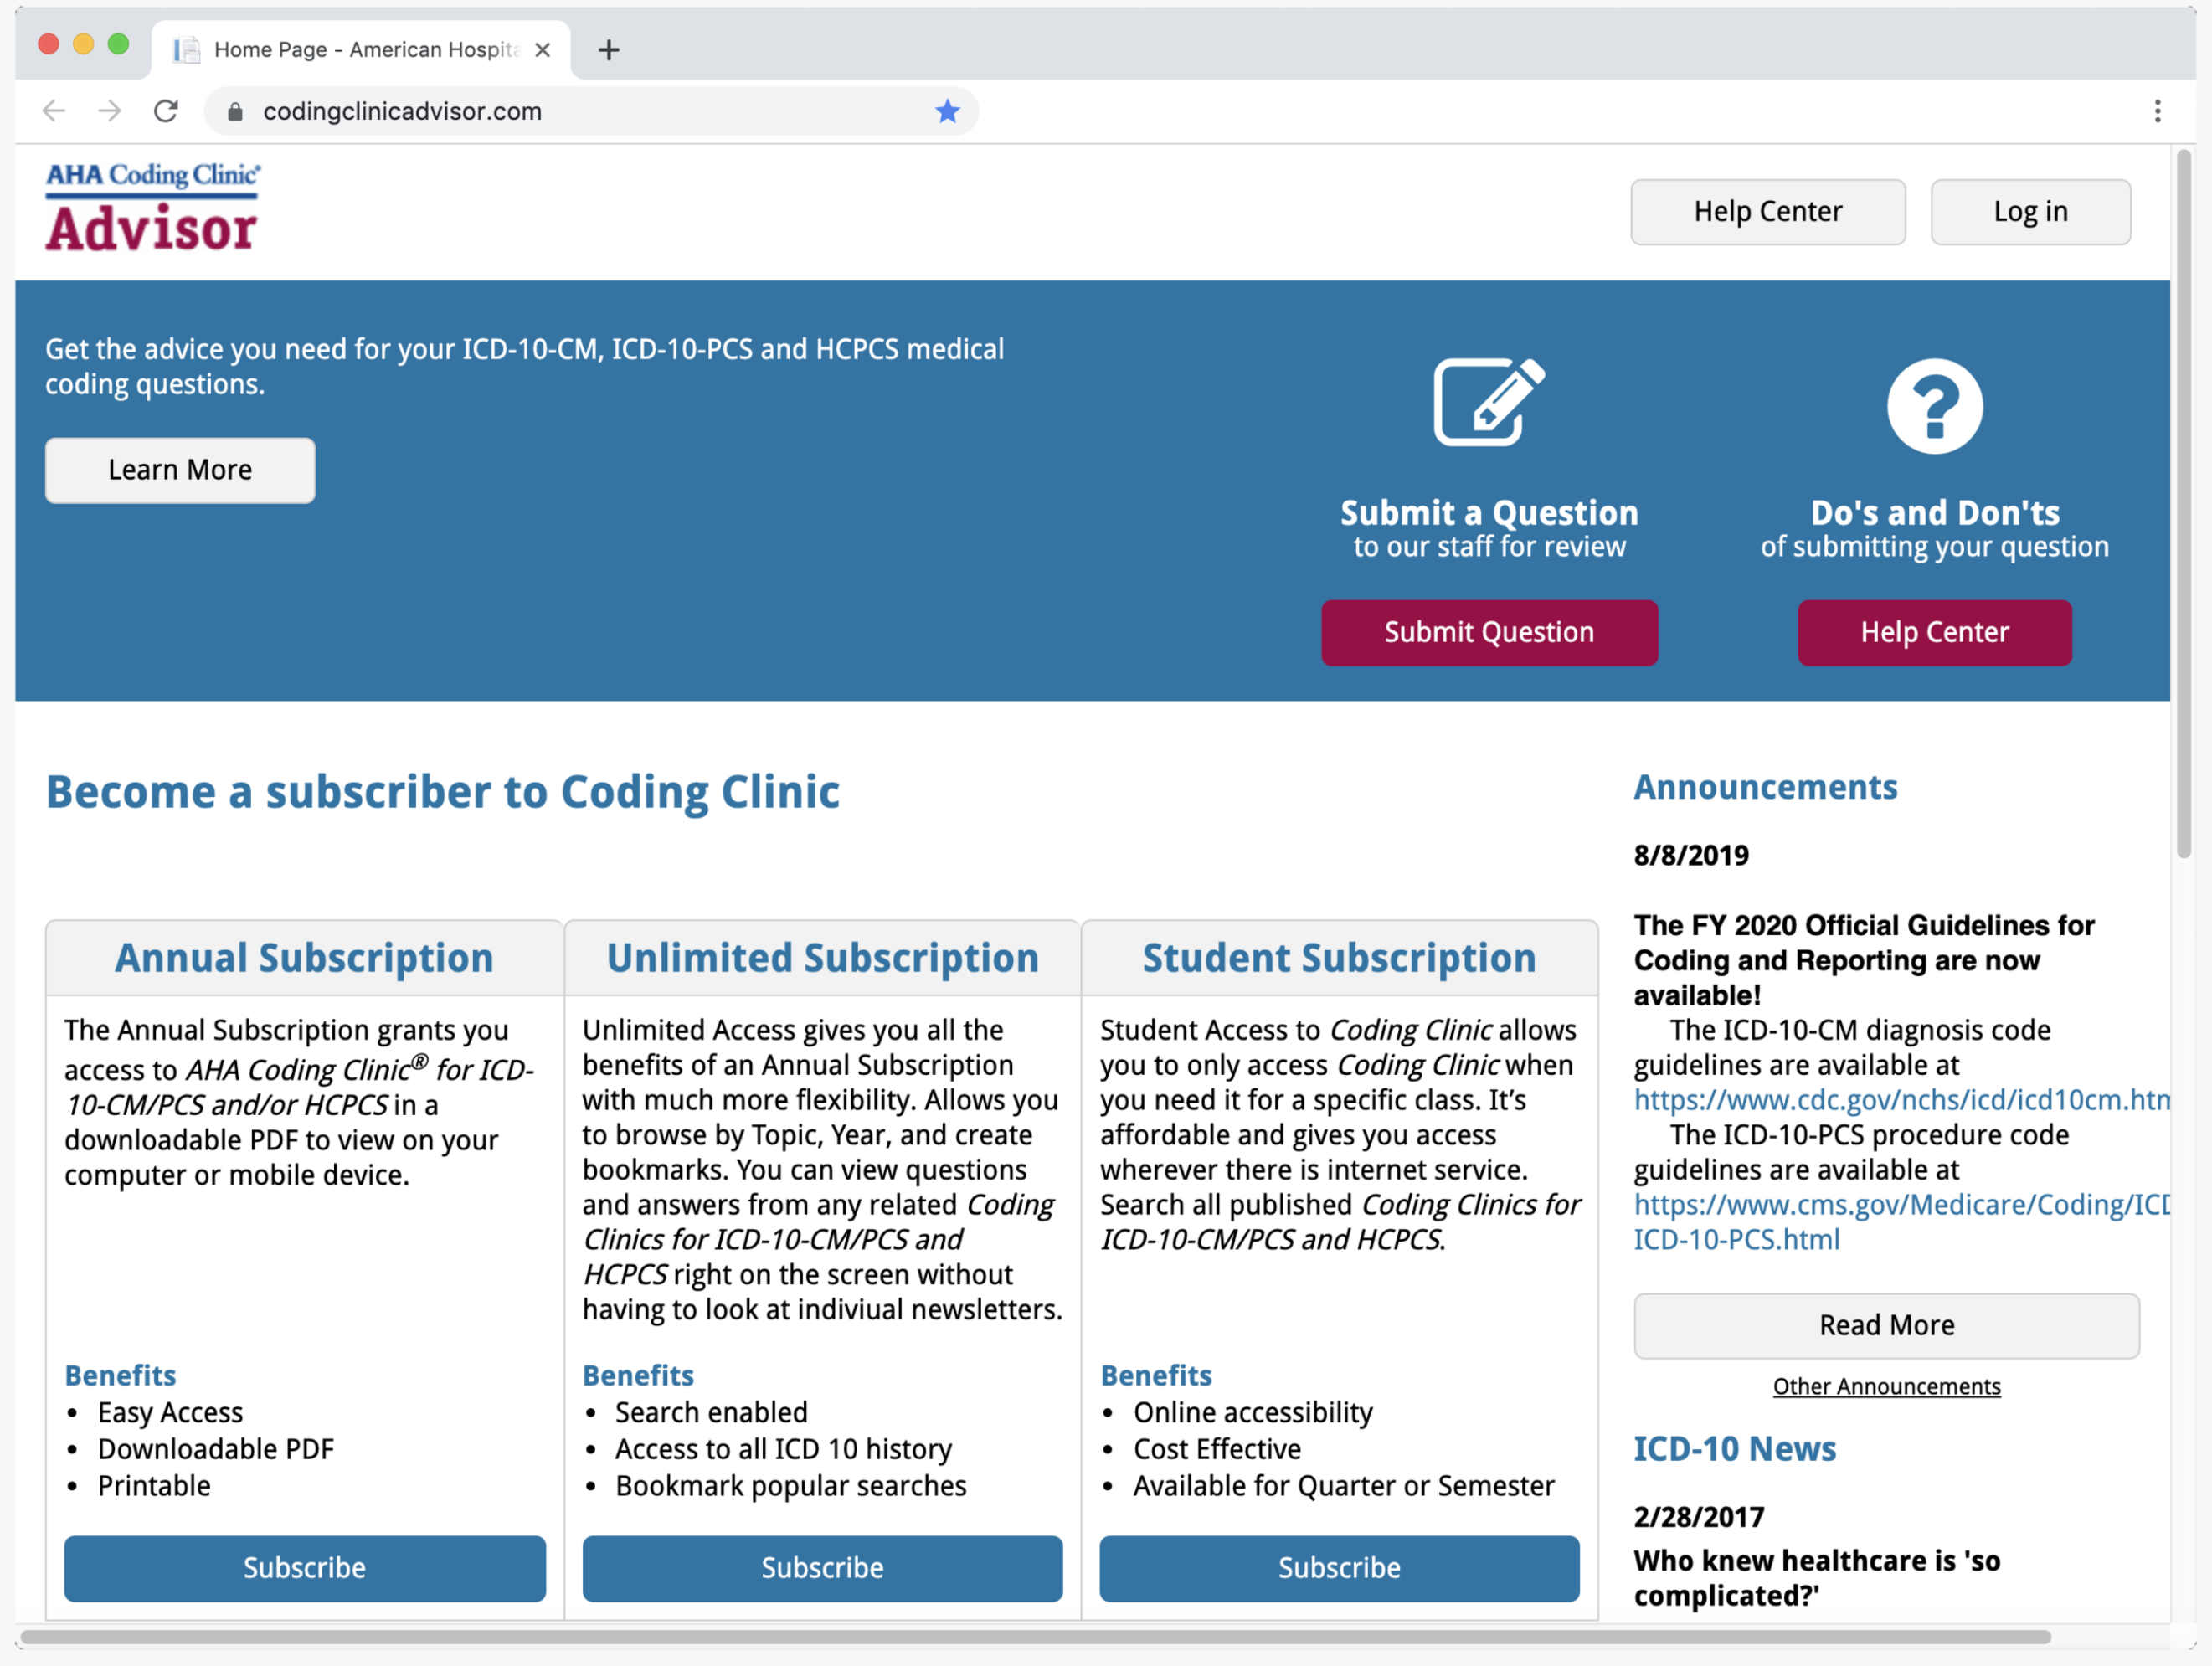 Home Page - American Hospita
codingclinicadvisor.com
AHA Coding Clinic®
Advisor
Help Center
Log in
Get the advice you need for your ICD-10-CM, ICD-10-PCS and HCPCS medical
coding questions.
Learn More
Submit a Question
to our staff for review
Submit Question
Do's and Don'ts
of submitting your question
Help Center
Become a subscriber to Coding Clinic
Annual Subscription
The Annual Subscription grants you
access to AHA Coding Clinic® for ICD-
10-CM/PCS and/or HCPCS in a
downloadable PDF to view on your
computer or mobile device.
Benefits
• Easy Access
• Downloadable PDF
• Printable
Subscribe
Unlimited Subscription
Unlimited Access gives you all the
benefits of an Annual Subscription
with much more flexibility. Allows you
to browse by Topic, Year, and create
bookmarks. You can view questions
and answers from any related Coding
Clinics for ICD-10-CM/PCS and
HCPCS right on the screen without
having to look at indiviual newsletters.
Benefits
• Search enabled
• Access to all ICD 10 history
• Bookmark popular searches
Subscribe
Student Subscription
Student Access to Coding Clinic allows
you to only access Coding Clinic when
you need it for a specific class. It’s
affordable and gives you access
wherever there is internet service.
Search all published Coding Clinics for
ICD-10-CM/PCS and HCPCS.
Benefits
• Online accessibility
• Cost Effective
• Available for Quarter or Semester
Subscribe
Announcements
8/8/2019
The FY 2020 Official Guidelines for
Coding and Reporting are now
available!
The ICD-10-CM diagnosis code
guidelines are available at
https://www.cdc.gov/nchs/icd/icd10cm.htm
The ICD-10-PCS procedure code
guidelines are available at
https://www.cms.gov/Medicare/Coding/ICD
ICD-10-PCS.html
Read More
Other Announcements
ICD-10 News
2/28/2017
Who knew healthcare is 'so
complicated?'